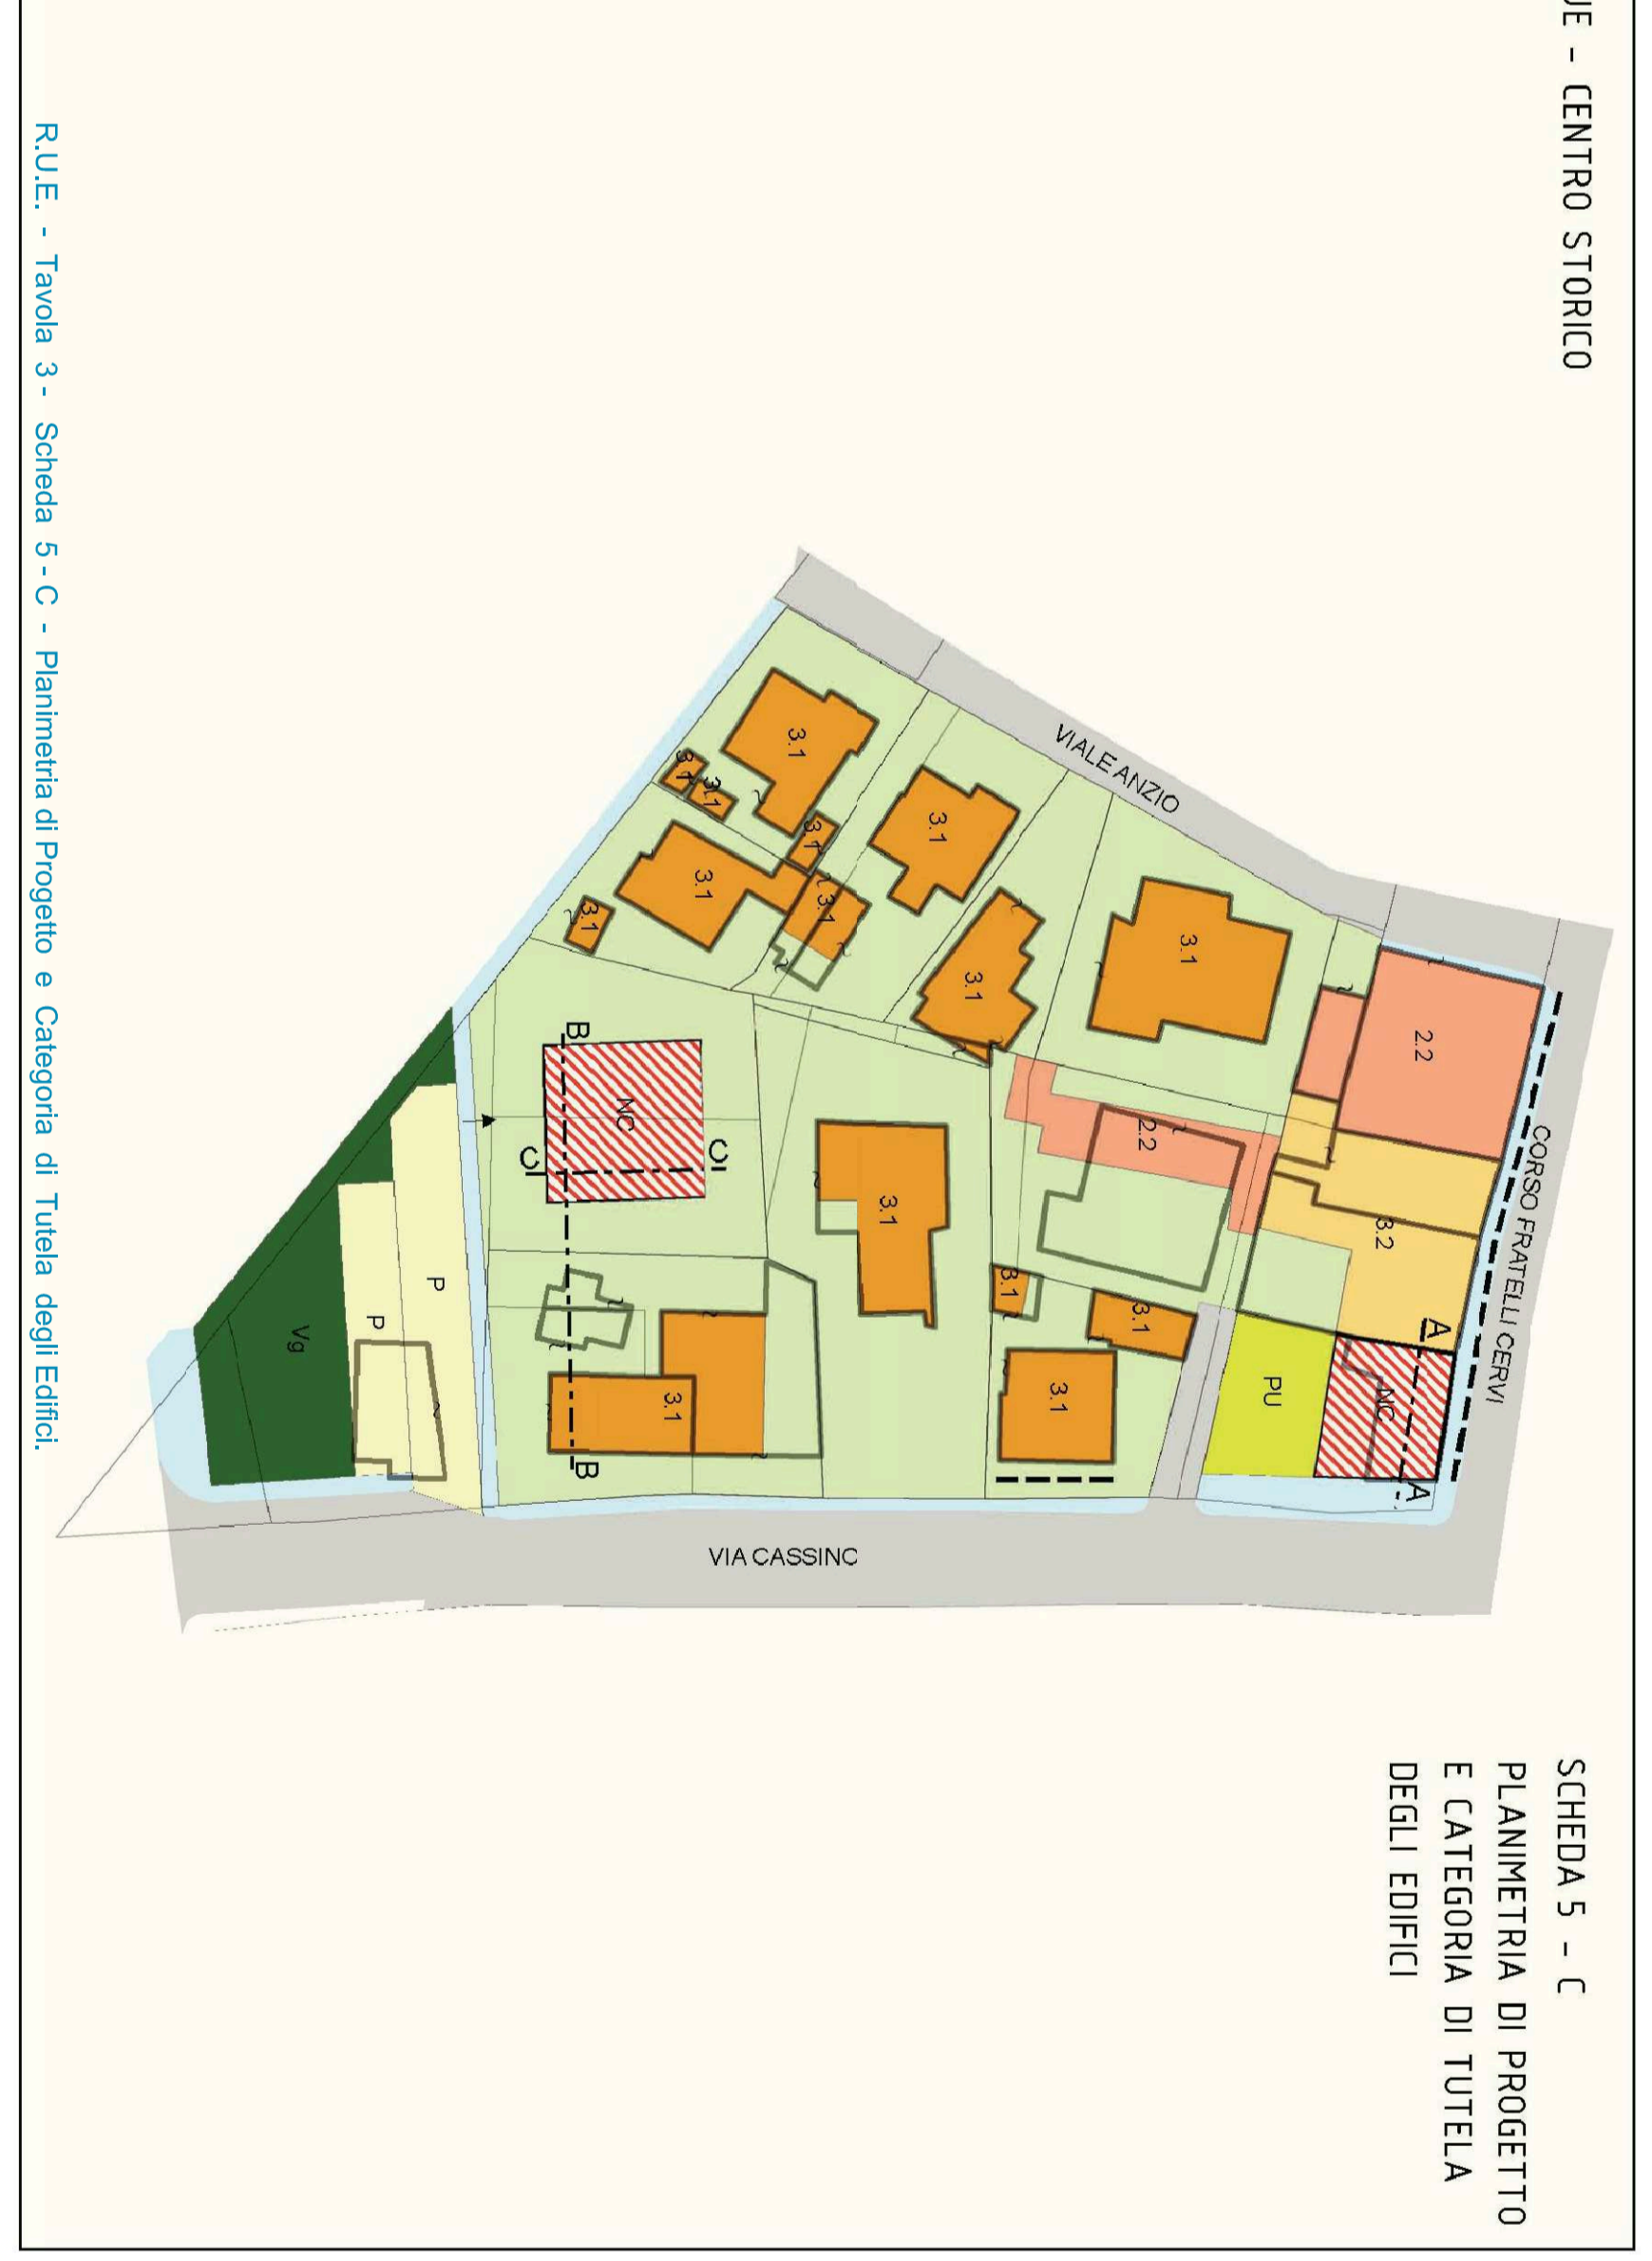 UE - CENTRO STORICO
SCHEDA 5 - C
PLANIMETRIA DI PROGETTO
E CATEGORIA DI TUTELA
DEGLI EDIFICI
CORSO FRATELLI CERVI
VIALE ANZIO
VIA CASSINO
2.2
3.2
A
A
NC
PU
3.1
2.2
3.1
3.1
3.1
3.1
3.1
3.1
3.1
3.1
3.1
3.1
3.1
3.1
3.1
3.1
B
NC
C
C
B
P
P
Vg
R.U.E. - Tavola 3 - Scheda 5 - C - Planimetria di Progetto e Categoria di Tutela degli Edifici.